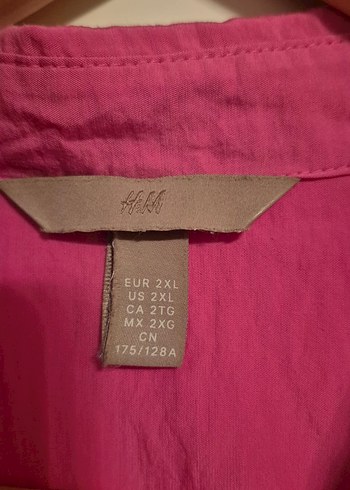 H&M
EUR 2XL
US 2XL
CA 2TG
MX 2XG
CN
175/128A